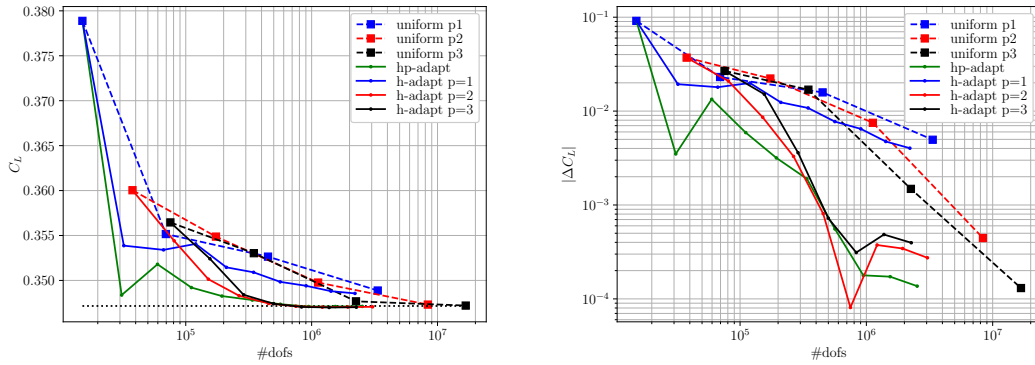 0.380
0.375
0.370
0.365
0.360
0.355
0.350
C_L
10^5
10^6
10^7
#dofs
uniform p1
uniform p2
uniform p3
hp-adapt
h-adapt p=1
h-adapt p=2
h-adapt p=3
10^{-1}
10^{-2}
10^{-3}
10^{-4}
|ΔC_L|
10^5
10^6
10^7
#dofs
uniform p1
uniform p2
uniform p3
hp-adapt
h-adapt p=1
h-adapt p=2
h-adapt p=3